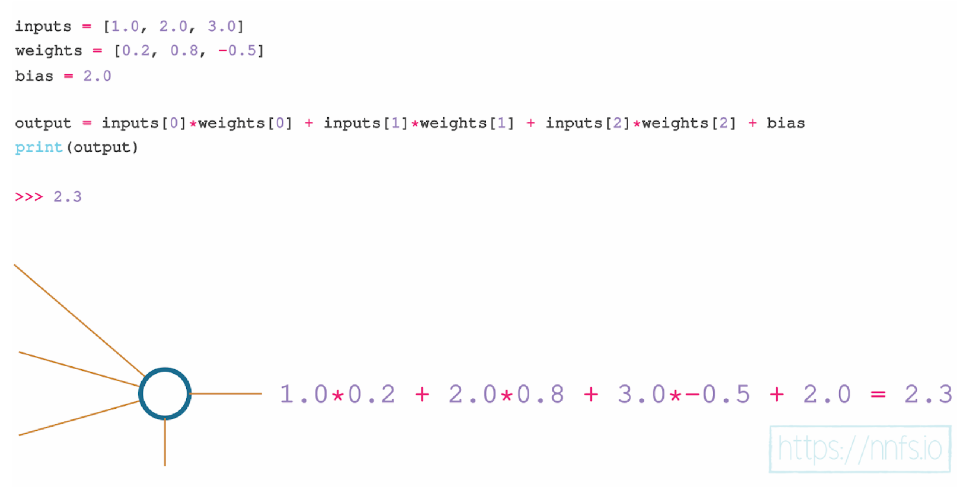 inputs = [1.0, 2.0, 3.0]
weights = [0.2, 0.8, -0.5]
bias = 2.0
output = inputs[0]*weights[0] + inputs[1]*weights[1] + inputs[2]*weights[2] + bias
print(output)
>>> 2.3
1.0*0.2 + 2.0*0.8 + 3.0*-0.5 + 2.0 = 2.3
https://nnfs.io